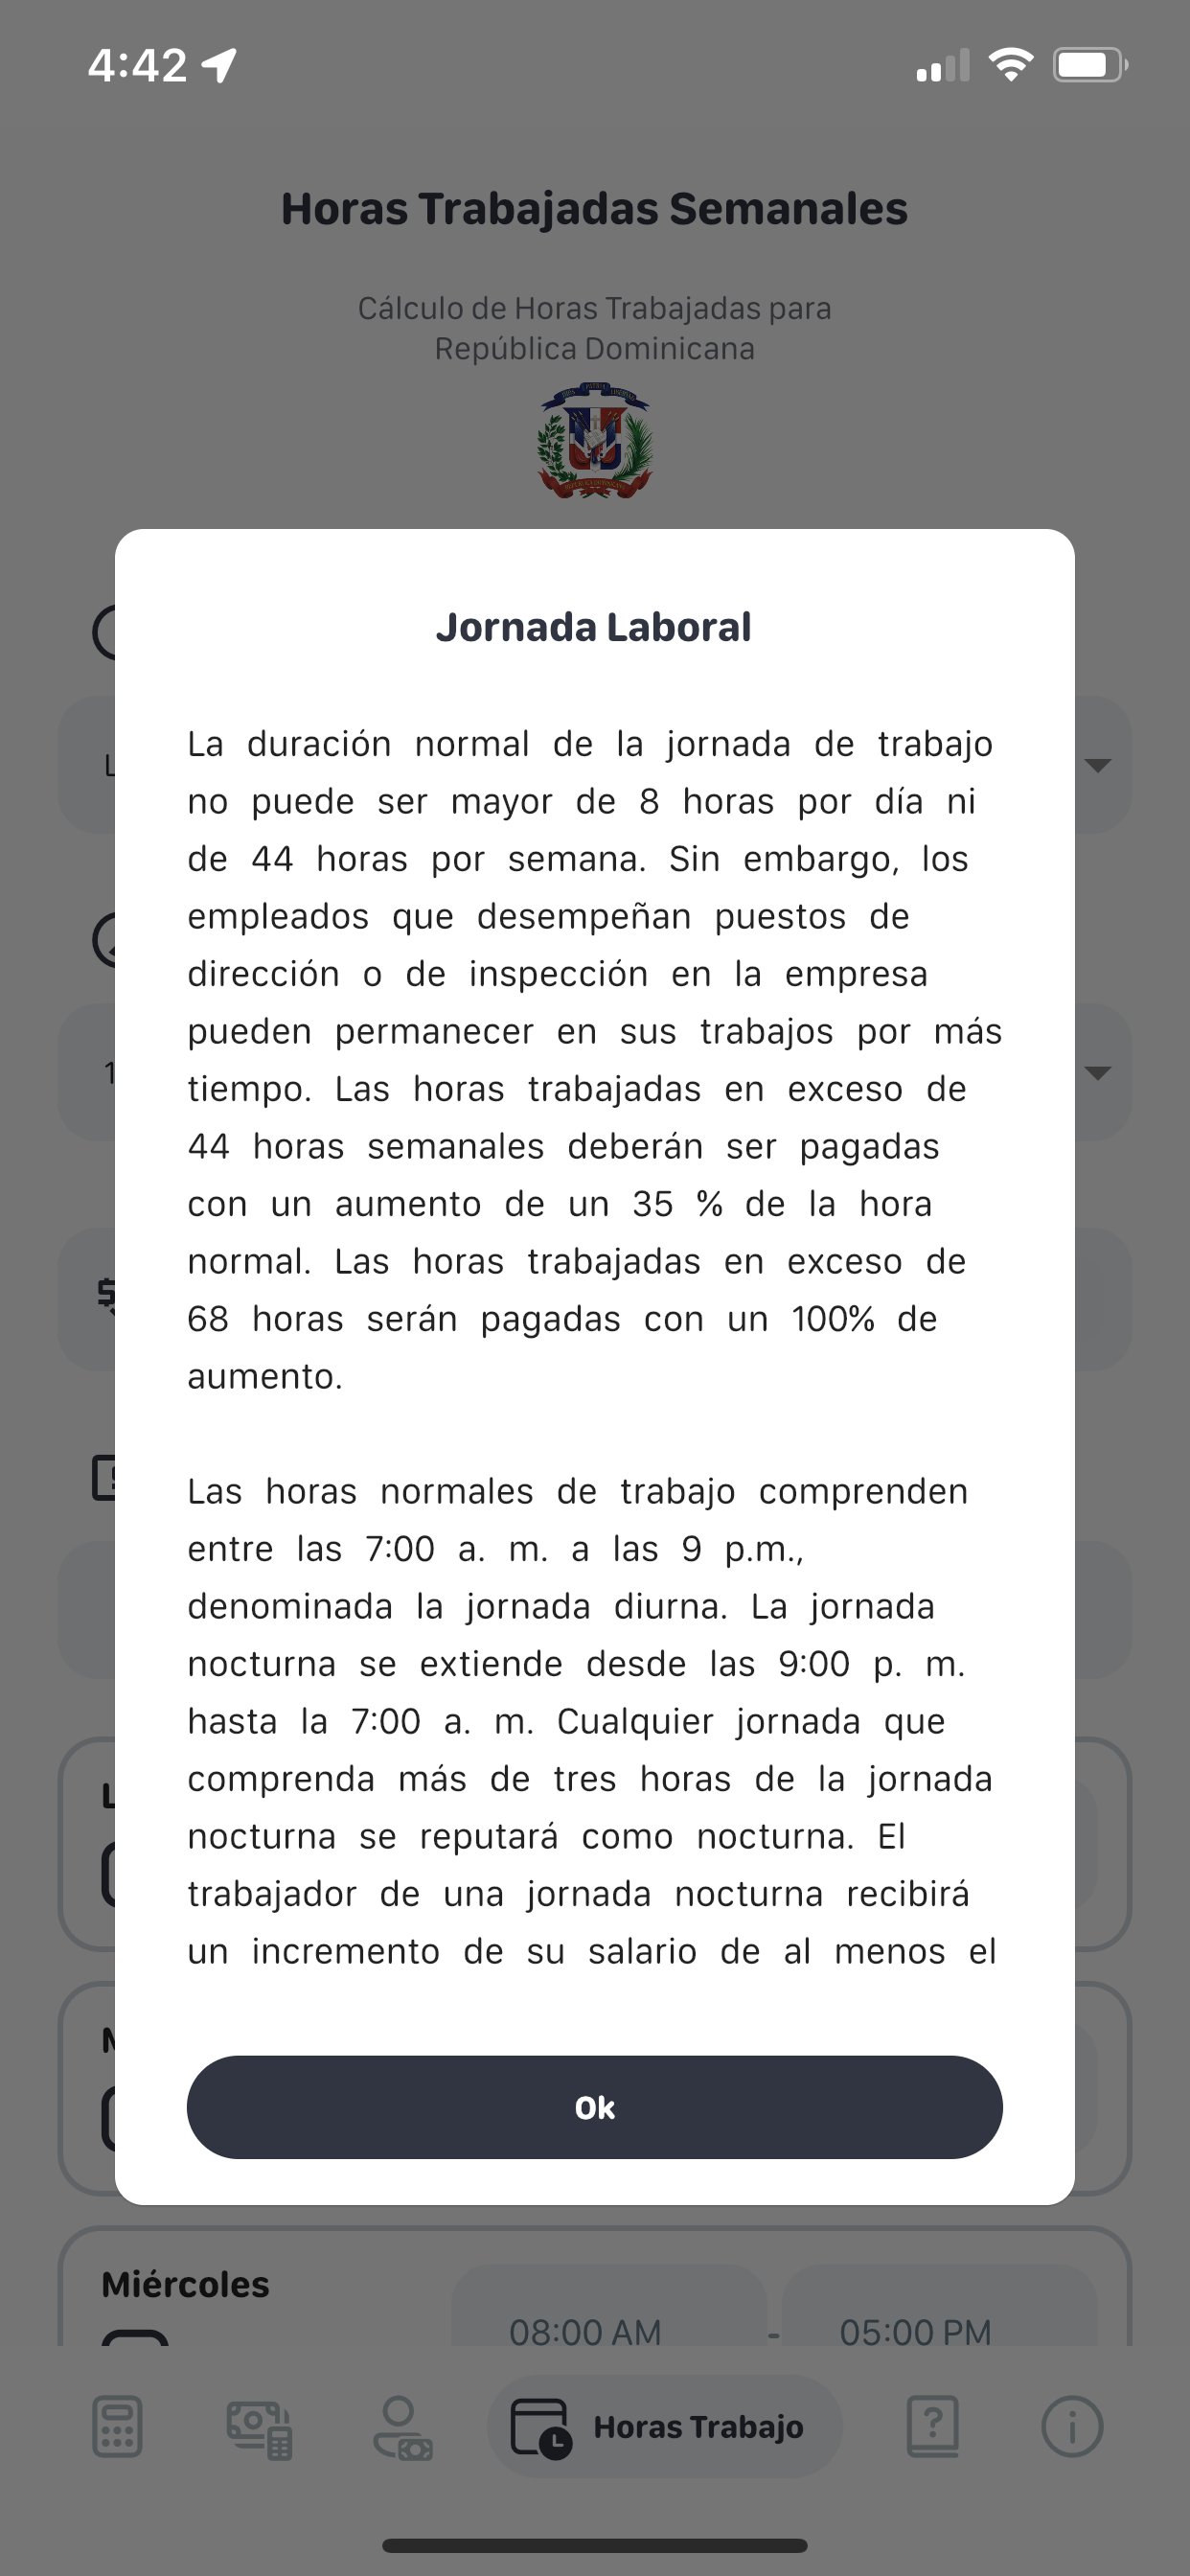 4:42
Horas Trabajadas Semanales
Cálculo de Horas Trabajadas para
República Dominicana
Jornada Laboral
La duración normal de la jornada de trabajo
no puede ser mayor de 8 horas por día ni
de 44 horas por semana. Sin embargo, los
empleados que desempeñan puestos de
dirección o de inspección en la empresa
pueden permanecer en sus trabajos por más
tiempo. Las horas trabajadas en exceso de
44 horas semanales deberán ser pagadas
con un aumento de un 35 % de la hora
normal. Las horas trabajadas en exceso de
68 horas serán pagadas con un 100% de
aumento.
Las horas normales de trabajo comprenden
entre las 7:00 a. m. a las 9 p.m.,
denominada la jornada diurna. La jornada
nocturna se extiende desde las 9:00 p. m.
hasta la 7:00 a. m. Cualquier jornada que
comprenda más de tres horas de la jornada
nocturna se reputará como nocturna. El
trabajador de una jornada nocturna recibirá
un incremento de su salario de al menos el
Ok
Miércoles
08:00 AM - 05:00 PM
Horas Trabajo